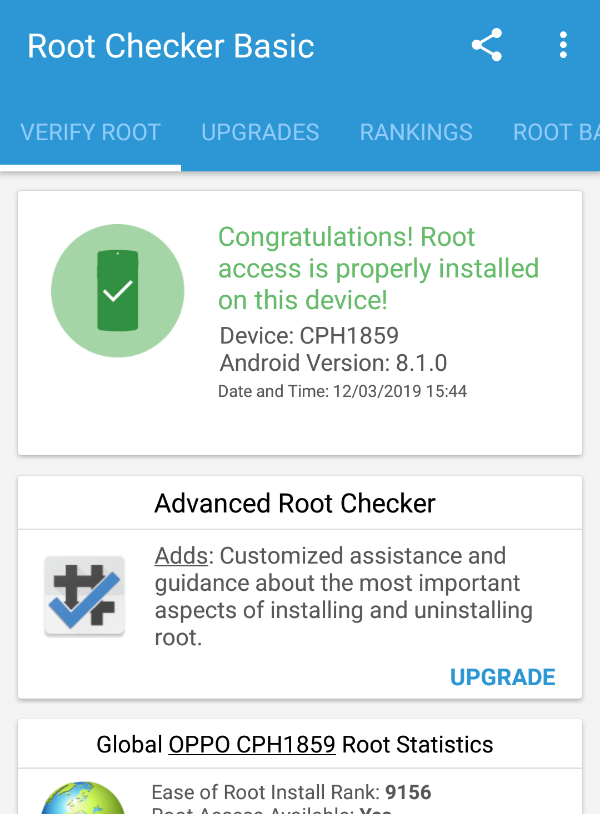 Root Checker Basic
VERIFY ROOT UPGRADES RANKINGS ROOT BA
Congratulations! Root
access is properly installed
on this device!
Device: CPH1859
Android Version: 8.1.0
Date and Time: 12/03/2019 15:44
Advanced Root Checker
Adds: Customized assistance and
guidance about the most important
aspects of installing and uninstalling
root.
UPGRADE
Global OPPO CPH1859 Root Statistics
Ease of Root Install Rank: 9156
Root Access Available: Yes